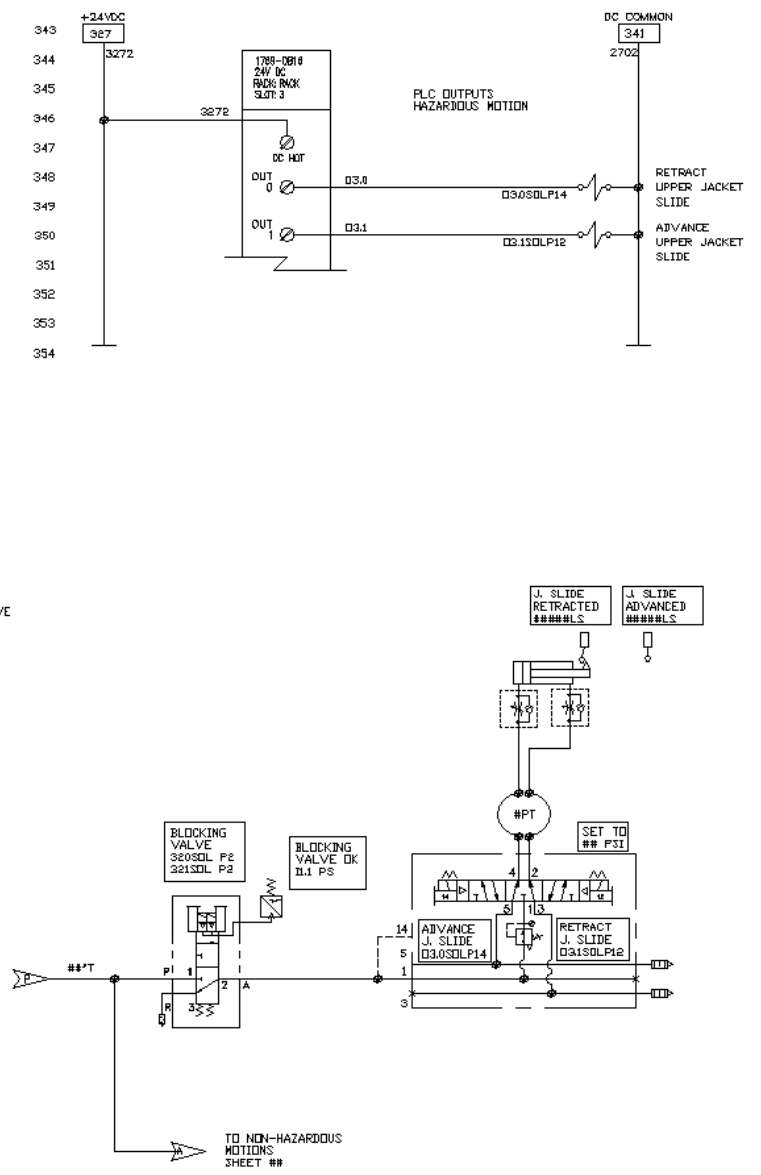 343
+24VDC
327
DC COMMON
341
344
3272
2702
1769-OB16
24V DC
RACK: RACK
SLOT: 3
345
PLC OUTPUTS
HAZARDOUS MOTION
346
3272
347
DC HOT
348
OUT
0
O3.0
O3.0SOLP14
RETRACT
UPPER JACKET
SLIDE
349
350
OUT
1
O3.1
O3.1SOLP12
ADVANCE
UPPER JACKET
SLIDE
351
352
353
354
VE
J. SLIDE
RETRACTED
#####LS
J. SLIDE
ADVANCED
#####LS
#PT
BLOCKING
VALVE
320SOL P2
321SOL P2
BLOCKING
VALVE OK
I1.1 PS
SET TO
## PSI
4 2
14
12
5 1 3
14
ADVANCE
J. SLIDE
O3.0SOLP14
RETRACT
J. SLIDE
O3.1SOLP12
5
1
3
P
##"T
P 1
2 A
R 3
A
TO NON-HAZARDOUS
MOTIONS
SHEET ##